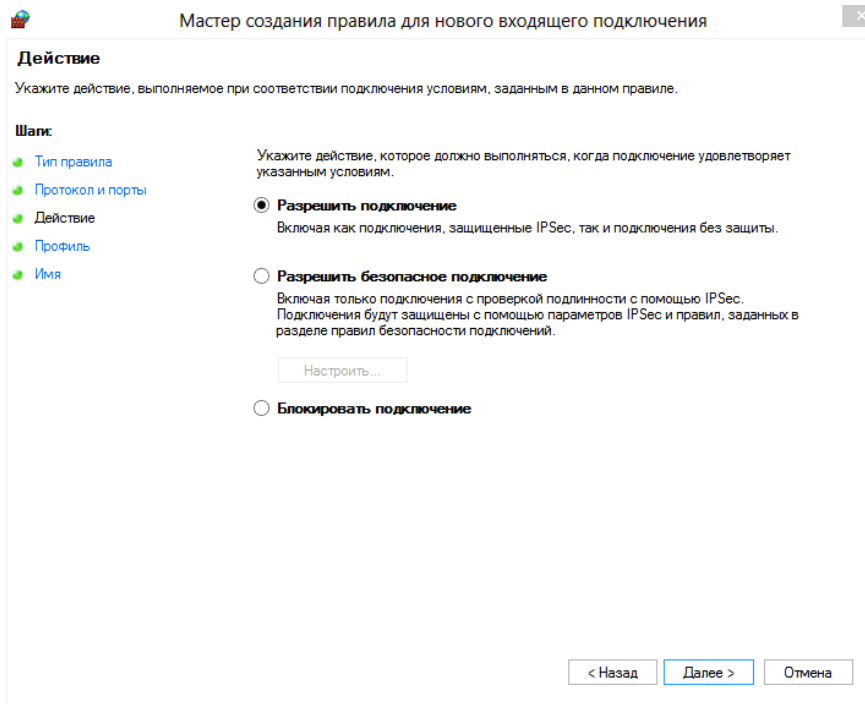 Мастер создания правила для нового входящего подключения
Действие
Укажите действие, выполняемое при соответствии подключения условиям, заданным в данном правиле.
Шаги:
Тип правила
Протокол и порты
Действие
Профиль
Имя
Укажите действие, которое должно выполняться, когда подключение удовлетворяет
указанным условиям.
Разрешить подключение
Включая как подключения, защищенные IPSec, так и подключения без защиты.
Разрешить безопасное подключение
Включая только подключения с проверкой подлинности с помощью IPSec.
Подключения будут защищены с помощью параметров IPSec и правил, заданных в
разделе правил безопасности подключений.
Настроить...
Блокировать подключение
< Назад
Далее >
Отмена